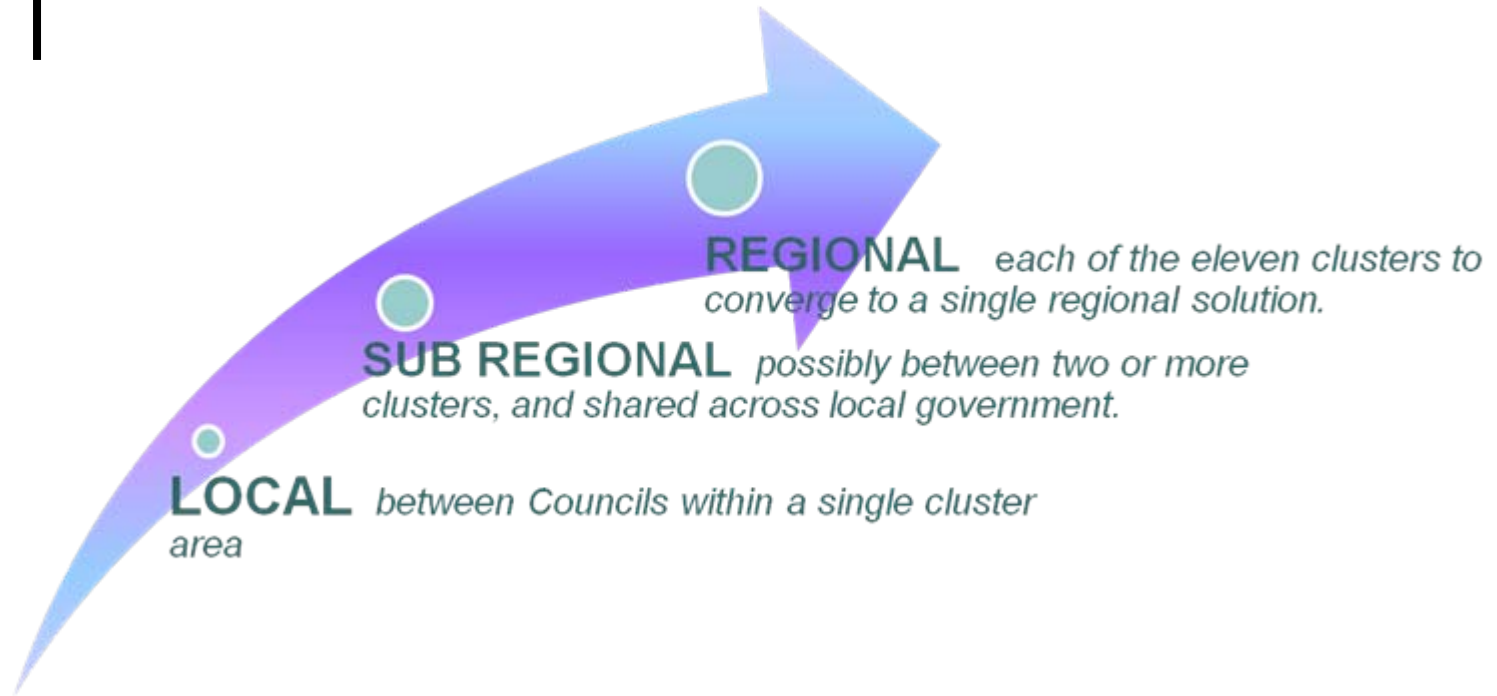 REGIONAL each of the eleven clusters to
converge to a single regional solution.
SUB REGIONAL possibly between two or more
clusters, and shared across local government.
LOCAL between Councils within a single cluster
area